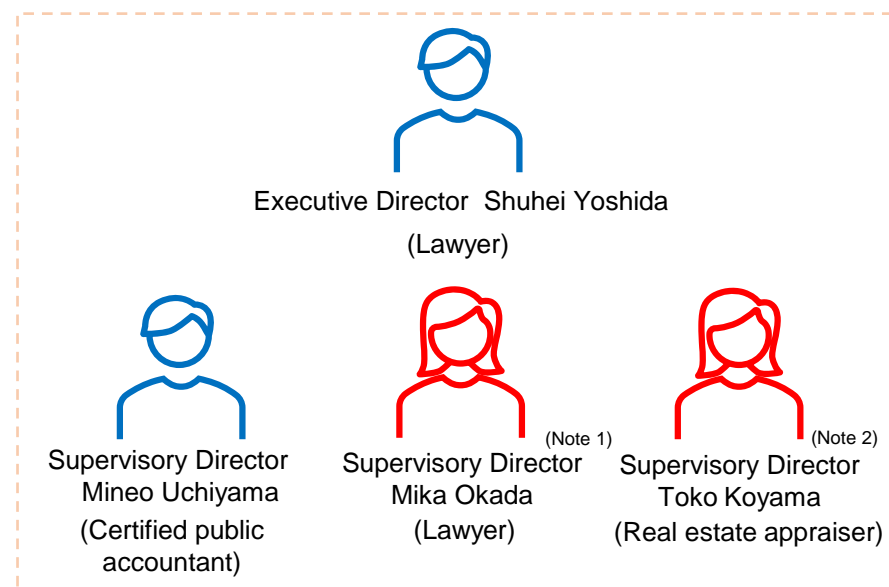 Executive Director  Shuhei Yoshida
(Lawyer)
Supervisory Director
Mineo Uchiyama
(Certified public
accountant)
(Note 1)
Supervisory Director
Mika Okada
(Lawyer)
(Note 2)
Supervisory Director
Toko Koyama
(Real estate appraiser)